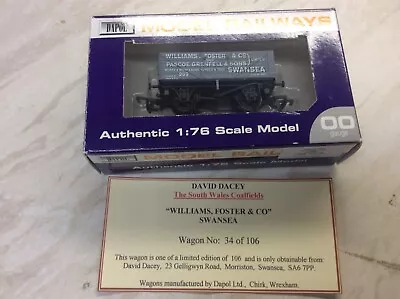 DAPOL
MODEL RAILWAYS
WILLIAMS, FOSTER & CO
PASCOE GRENFELL & SONS
SWANSEA
Authentic 1:76 Scale Model
OO
gauge
MODEL RAIL
Authentic 1:76 Scale Model
DAVID DACEY
The South Wales Coalfields
"WILLIAMS, FOSTER & CO"
SWANSEA
Wagon No: 34 of 106
This wagon is one of a limited edition of 106 and is only obtainable from:
David Dacey, 23 Gelligwyn Road, Morriston, Swansea, SA6 7PP.
Wagons manufactured by Dapol Ltd., Chirk, Wrexham.